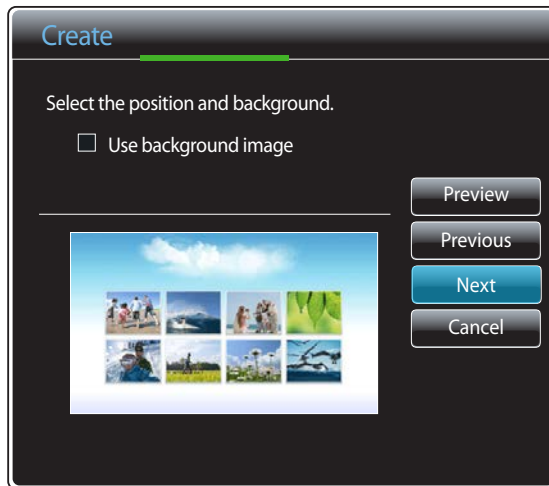 Create
Select the position and background.
Use background image
Preview
Previous
Next
Cancel